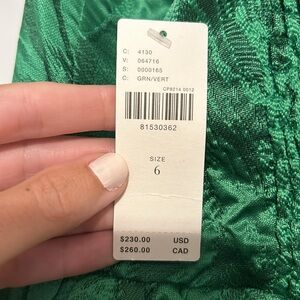 C: 4130
V: 064716
S: 0000165
C: GRN/VERT
CP8214 0012
81530362
SIZE
6
$230.00 USD
$260.00 CAD